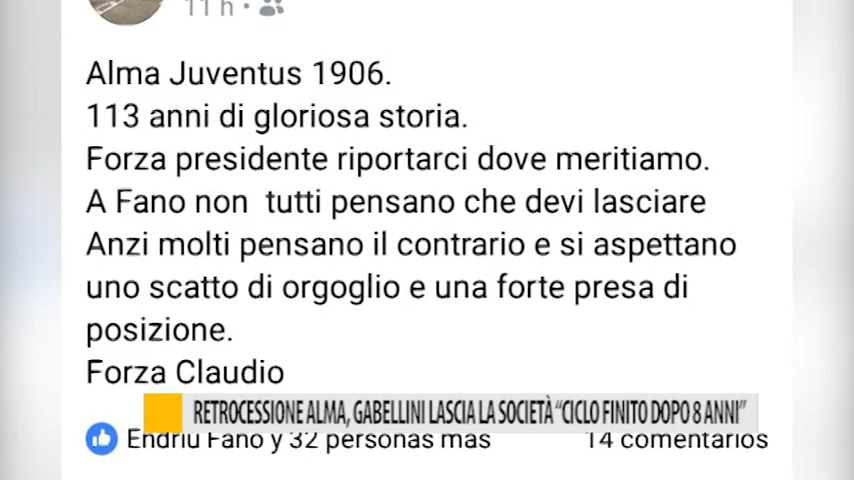 11 h
Alma Juventus 1906.
113 anni di gloriosa storia.
Forza presidente riportarci dove meritiamo.
A Fano non  tutti pensano che devi lasciare
Anzi molti pensano il contrario e si aspettano
uno scatto di orgoglio e una forte presa di
posizione.
Forza Claudio
RETROCESSIONE ALMA, GABELLINI LASCIA LA SOCIETÀ “CICLO FINITO DOPO 8 ANNI”
Endriu Fano y 32 personas más 14 comentarios